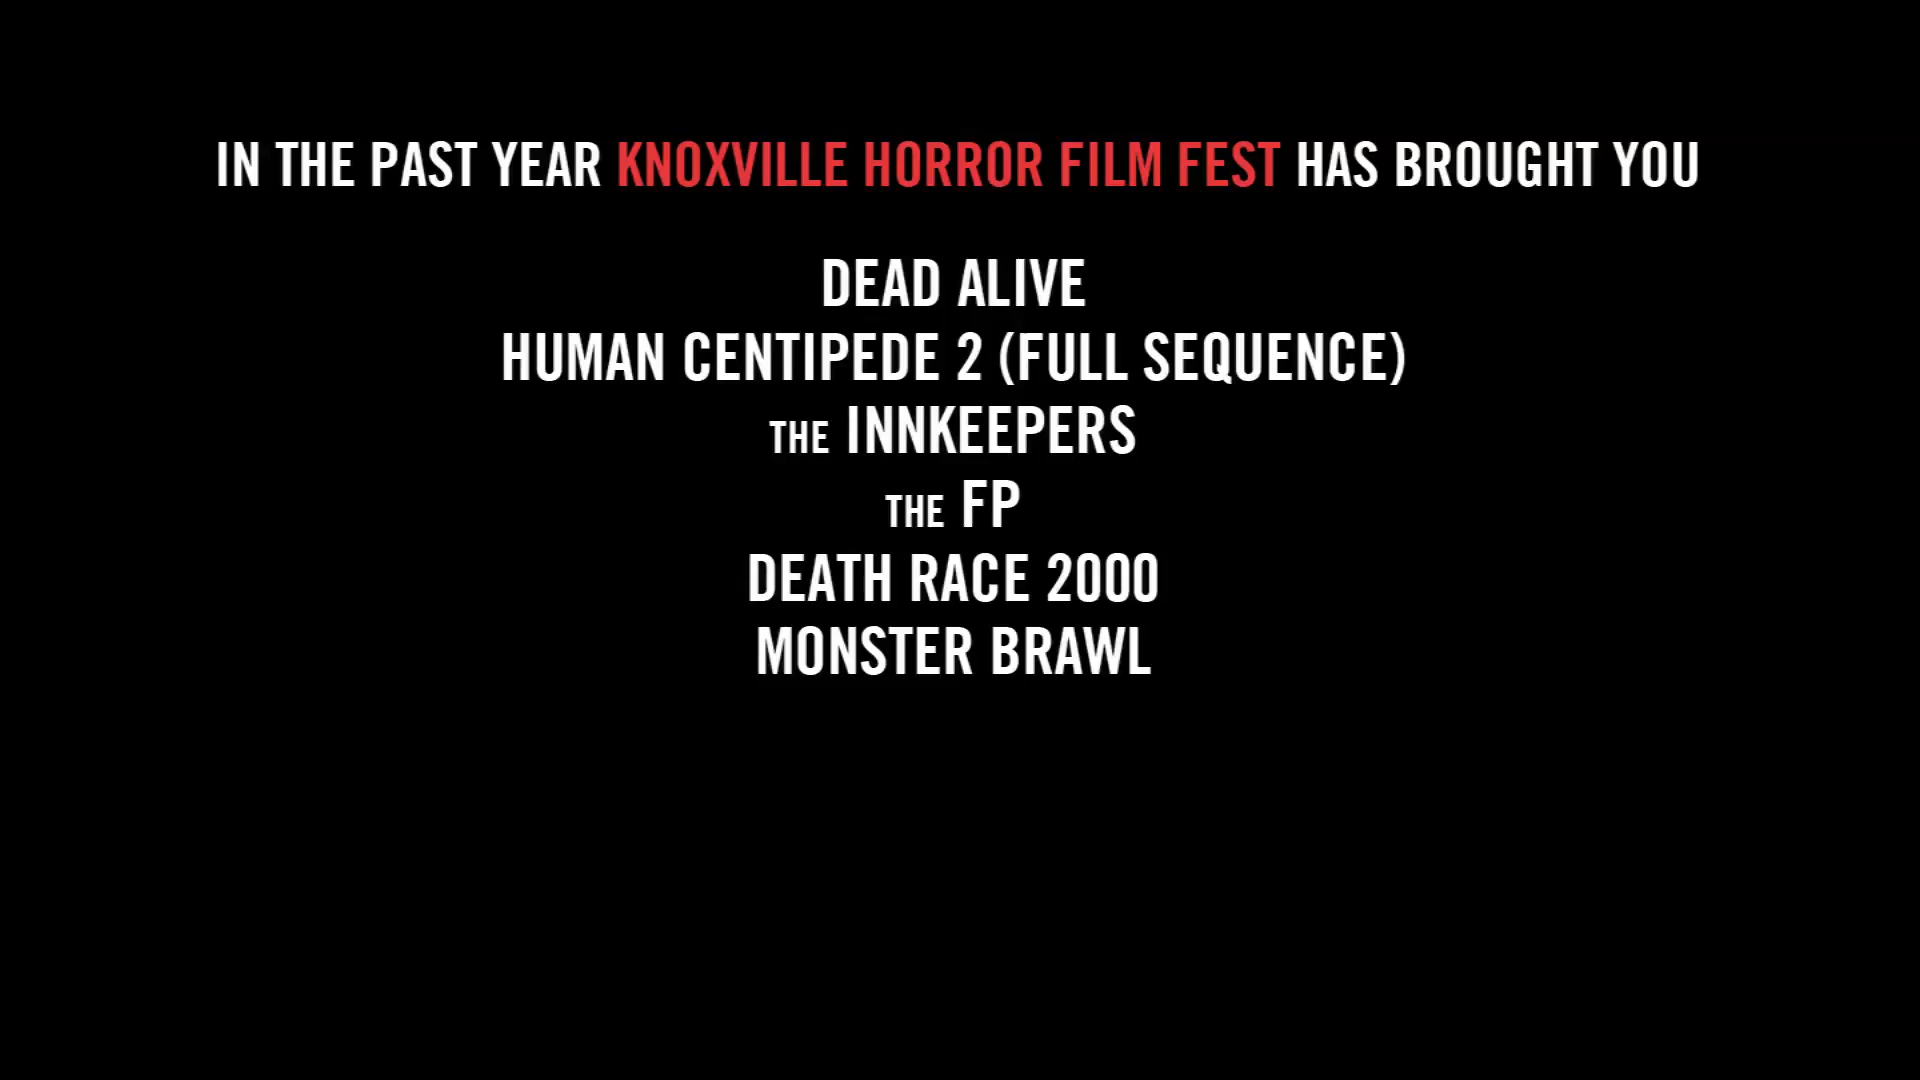 IN THE PAST YEAR KNOXVILLE HORROR FILM FEST HAS BROUGHT YOU
DEAD ALIVE
HUMAN CENTIPEDE 2 (FULL SEQUENCE)
THE INNKEEPERS
THE FP
DEATH RACE 2000
MONSTER BRAWL